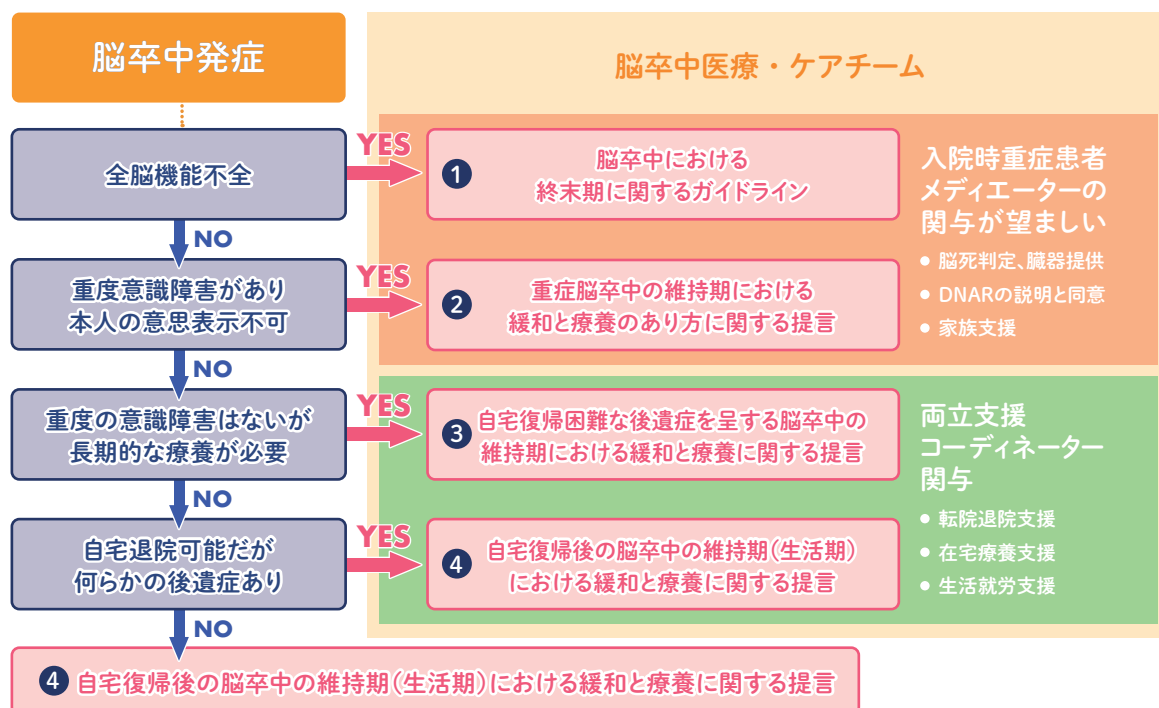 脳卒中発症
脳卒中医療・ケアチーム
全脳機能不全
YES
❶
脳卒中における
終末期に関するガイドライン
入院時重症患者
メディエーターの
関与が望ましい
● 脳死判定、臓器提供
● DNARの説明と同意
● 家族支援
NO
重度意識障害があり
本人の意思表示不可
YES
❷
重症脳卒中の維持期における
緩和と療養のあり方に関する提言
NO
重度の意識障害はないが
長期的な療養が必要
YES
❸
自宅復帰困難な後遺症を呈する脳卒中の
維持期における緩和と療養に関する提言
両立支援
コーディネーター
関与
● 転院退院支援
● 在宅療養支援
● 生活就労支援
NO
自宅退院可能だが
何らかの後遺症あり
YES
❹
自宅復帰後の脳卒中の維持期（生活期）
における緩和と療養に関する提言
NO
❹ 自宅復帰後の脳卒中の維持期（生活期）における緩和と療養に関する提言